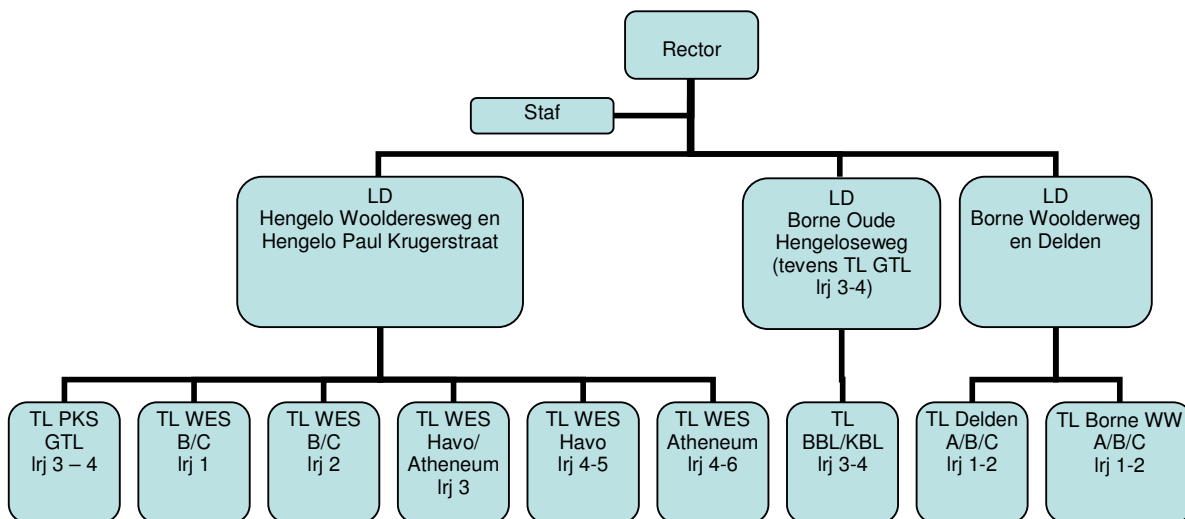 Rector
Staf
LD
Hengelo Woolderesweg en
Hengelo Paul Krugerstraat
LD
Borne Oude
Hengeloseweg
(tevens TL GTL
lrj 3-4)
LD
Borne Woolderweg
en Delden
TL PKS
GTL
lrj 3 – 4
TL WES
B/C
lrj 1
TL WES
B/C
lrj 2
TL WES
Havo/
Atheneum
lrj 3
TL WES
Havo
lrj 4-5
TL WES
Atheneum
lrj 4-6
TL
BBL/KBL
lrj 3-4
TL Delden
A/B/C
lrj 1-2
TL Borne WW
A/B/C
lrj 1-2